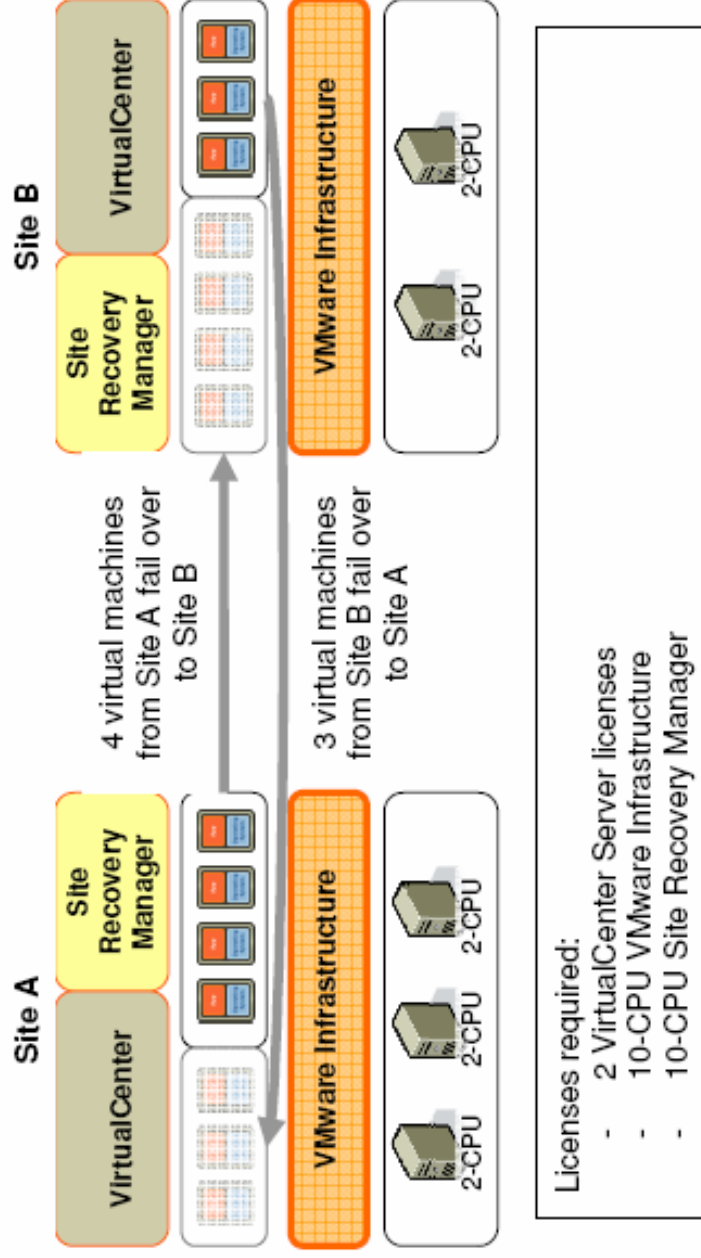 Site A
VirtualCenter
Site
Recovery
Manager
VMware Infrastructure
2-CPU
2-CPU
2-CPU
4 virtual machines
from Site A fail over
to Site B
3 virtual machines
from Site B fail over
to Site A
Site B
Site
Recovery
Manager
VirtualCenter
VMware Infrastructure
2-CPU
2-CPU
Licenses required:
- 2 VirtualCenter Server licenses
- 10-CPU VMware Infrastructure
- 10-CPU Site Recovery Manager